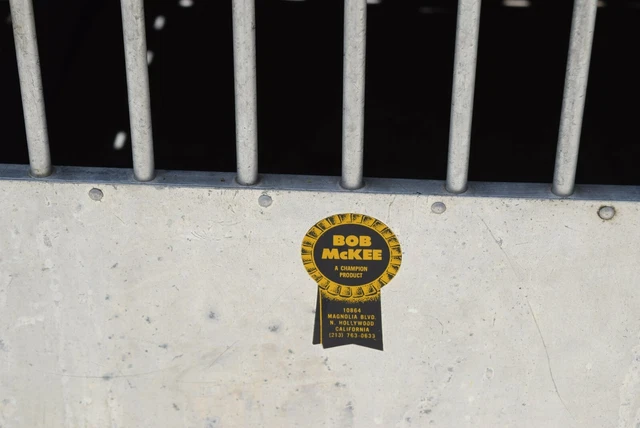 BOB
McKEE
A CHAMPION
PRODUCT
10864
MAGNOLIA BLVD.
N. HOLLYWOOD
CALIFORNIA
(213) 763-0633